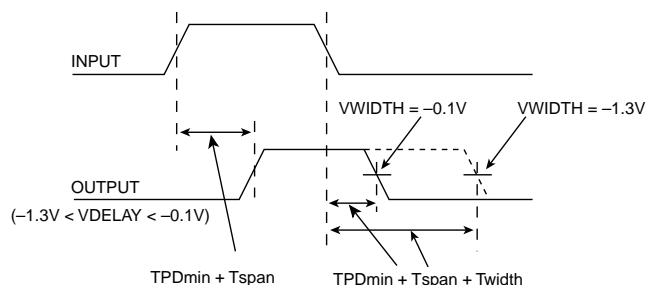 INPUT
VWIDTH = –0.1V
VWIDTH = –1.3V
OUTPUT
(–1.3V < VDELAY < –0.1V)
TPDmin + Tspan
TPDmin + Tspan + Twidth